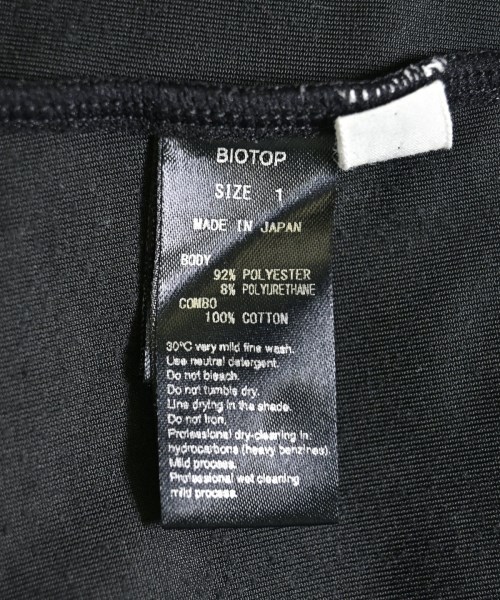 BIOTOP
SIZE 1
MADE IN JAPAN
BODY
92% POLYESTER
8% POLYURETHANE
COMBO
100% COTTON
30°C very mild fine wash.
Use neutral detergent.
Do not bleach.
Do not tumble dry.
Line drying in the shade.
Do not iron.
Professional dry-cleaning in
hydrocarbons (heavy benzines)
Mild process.
Professional wet cleaning
mild process.